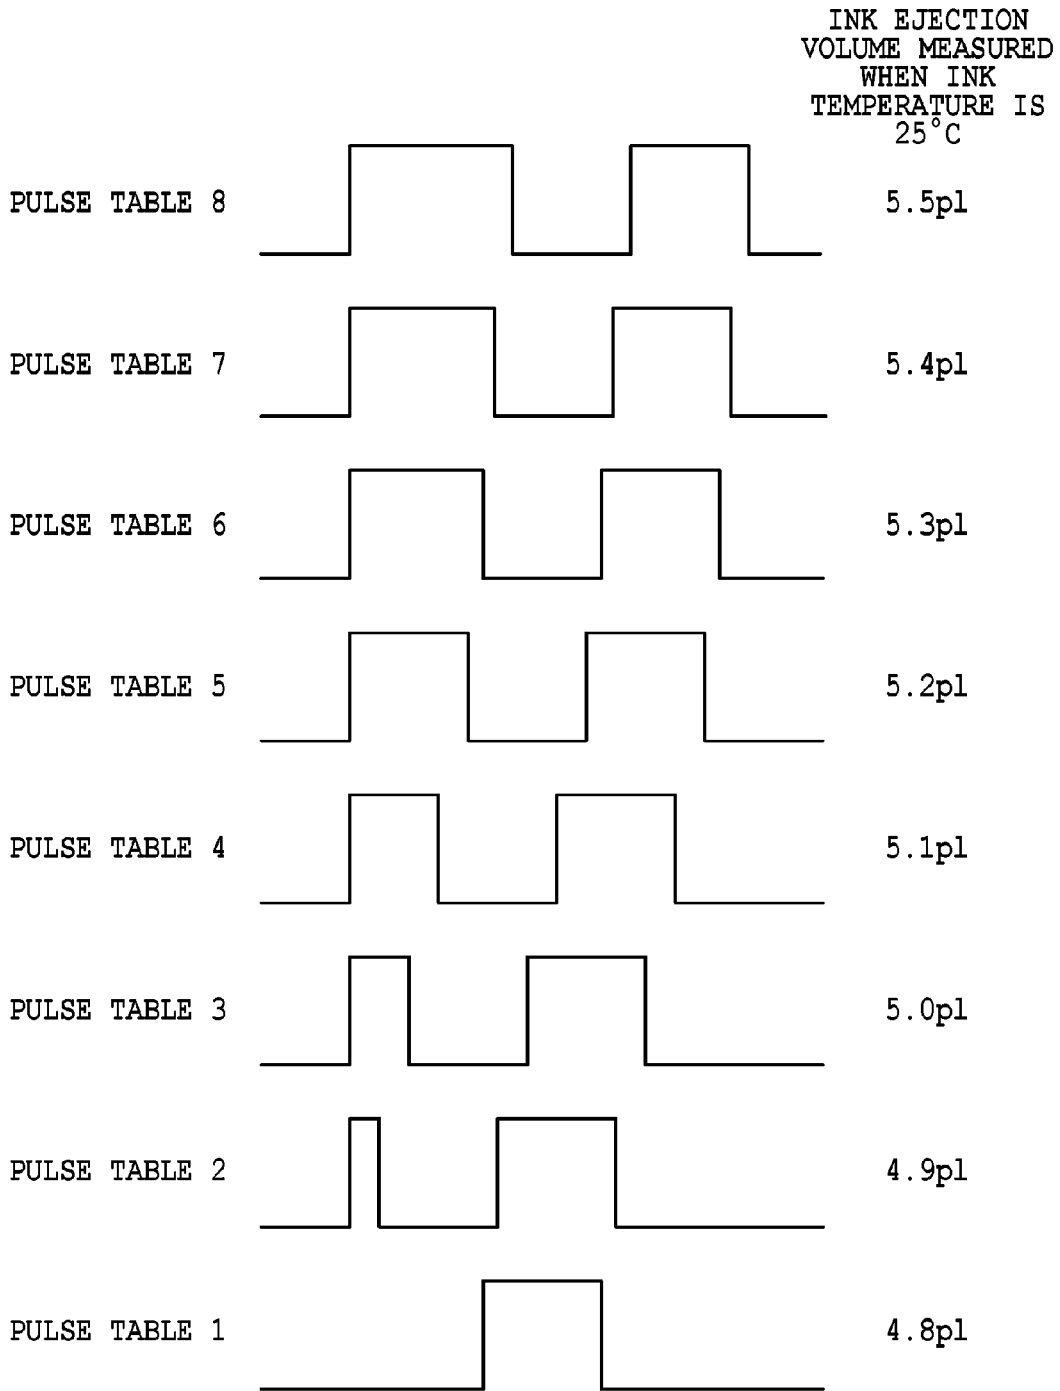 INK EJECTION
VOLUME MEASURED
WHEN INK
TEMPERATURE IS
25°C
PULSE TABLE 8 5.5pl
PULSE TABLE 7 5.4pl
PULSE TABLE 6 5.3pl
PULSE TABLE 5 5.2pl
PULSE TABLE 4 5.1pl
PULSE TABLE 3 5.0pl
PULSE TABLE 2 4.9pl
PULSE TABLE 1 4.8pl